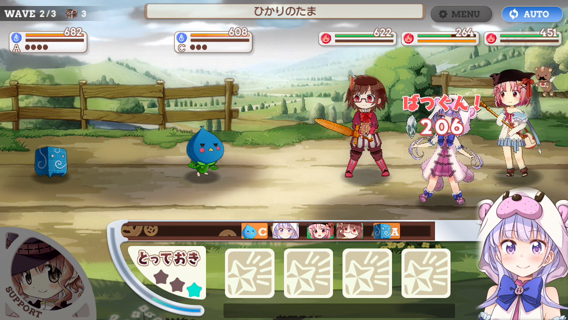 WAVE 2/3
3
ひかりのたま
MENU
AUTO
682
A
608
C
622
264
451
ばつぐん!
206
C
A
とっておき
SUPPORT